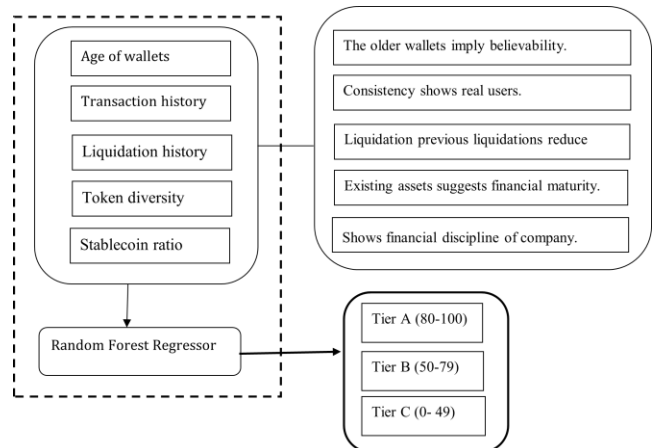 Age of wallets
Transaction history
Liquidation history
Token diversity
Stablecoin ratio
Random Forest Regressor
The older wallets imply believability.
Consistency shows real users.
Liquidation previous liquidations reduce
Existing assets suggests financial maturity.
Shows financial discipline of company.
Tier A (80-100)
Tier B (50-79)
Tier C (0- 49)